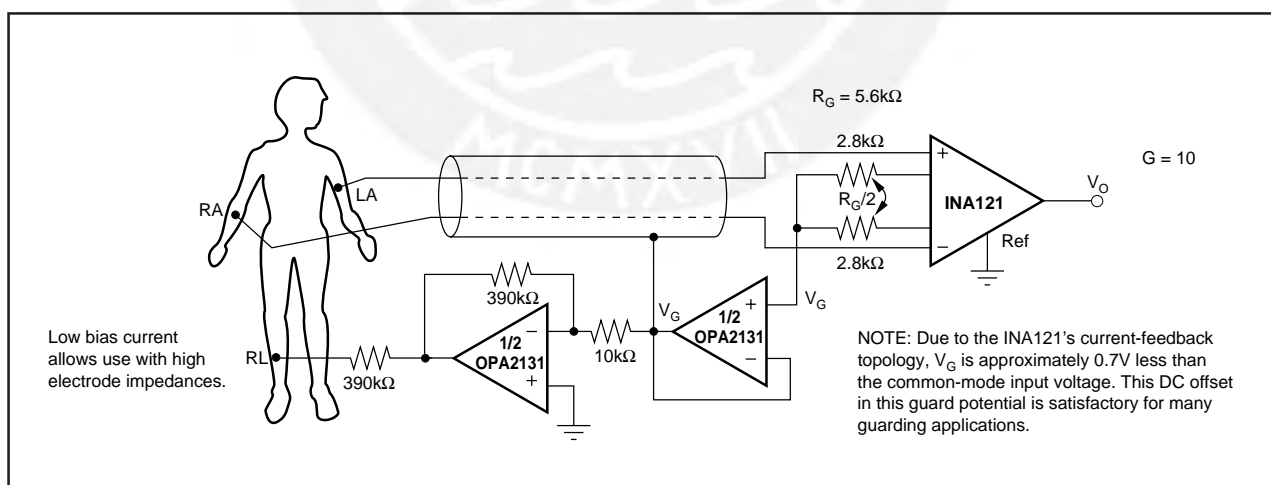 R_G = 5.6kΩ
2.8kΩ
G = 10
LA
RA
R_G/2
INA121
V_O
Ref
2.8kΩ
390kΩ
V_G
V_G
1/2
OPA2131
10kΩ
1/2
OPA2131
RL
390kΩ
+
−
+
−
−
+
Low bias current
allows use with high
electrode impedances.
NOTE: Due to the INA121's current-feedback
topology, V_G is approximately 0.7V less than
the common-mode input voltage. This DC offset
in this guard potential is satisfactory for many
guarding applications.
MCMXVII